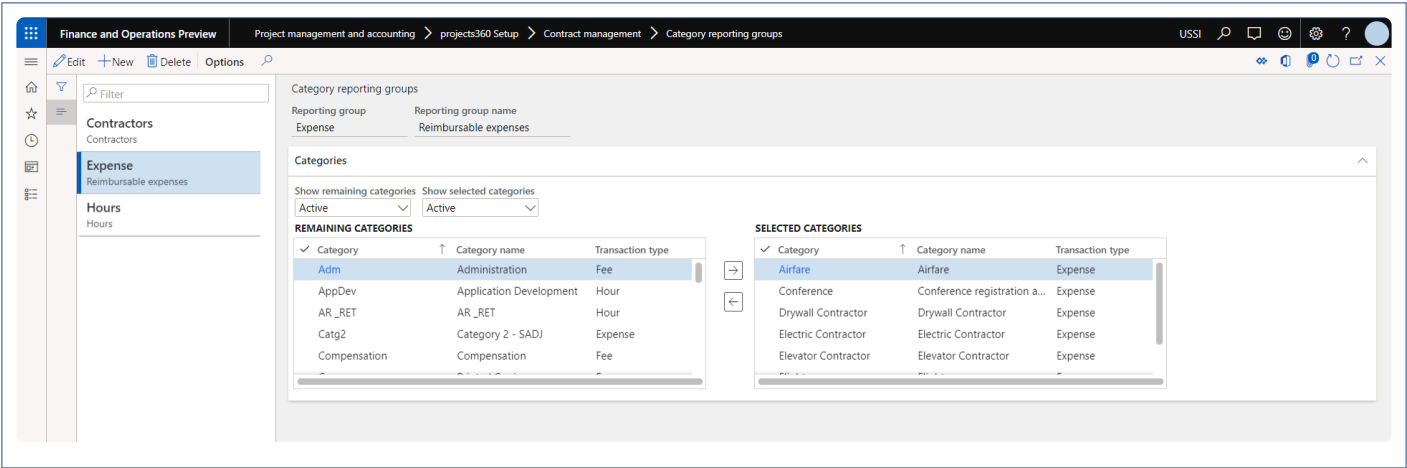 Finance and Operations Preview Project management and accounting projects360 Setup Contract management Category reporting groups USSI ?
Edit New Delete Options 0
Filter
Contractors
Contractors
Expense
Reimbursable expenses
Hours
Hours
Category reporting groups
Reporting group Reporting group name
Expense Reimbursable expenses
Categories
Show remaining categories Show selected categories
Active Active
REMAINING CATEGORIES
Category Category name Transaction type
Adm Administration Fee
AppDev Application Development Hour
AR _RET AR _RET Hour
Catg2 Category 2 - SADJ Expense
Compensation Compensation Fee
SELECTED CATEGORIES
Category Category name Transaction type
Airfare Airfare Expense
Conference Conference registration a... Expense
Drywall Contractor Drywall Contractor Expense
Electric Contractor Electric Contractor Expense
Elevator Contractor Elevator Contractor Expense